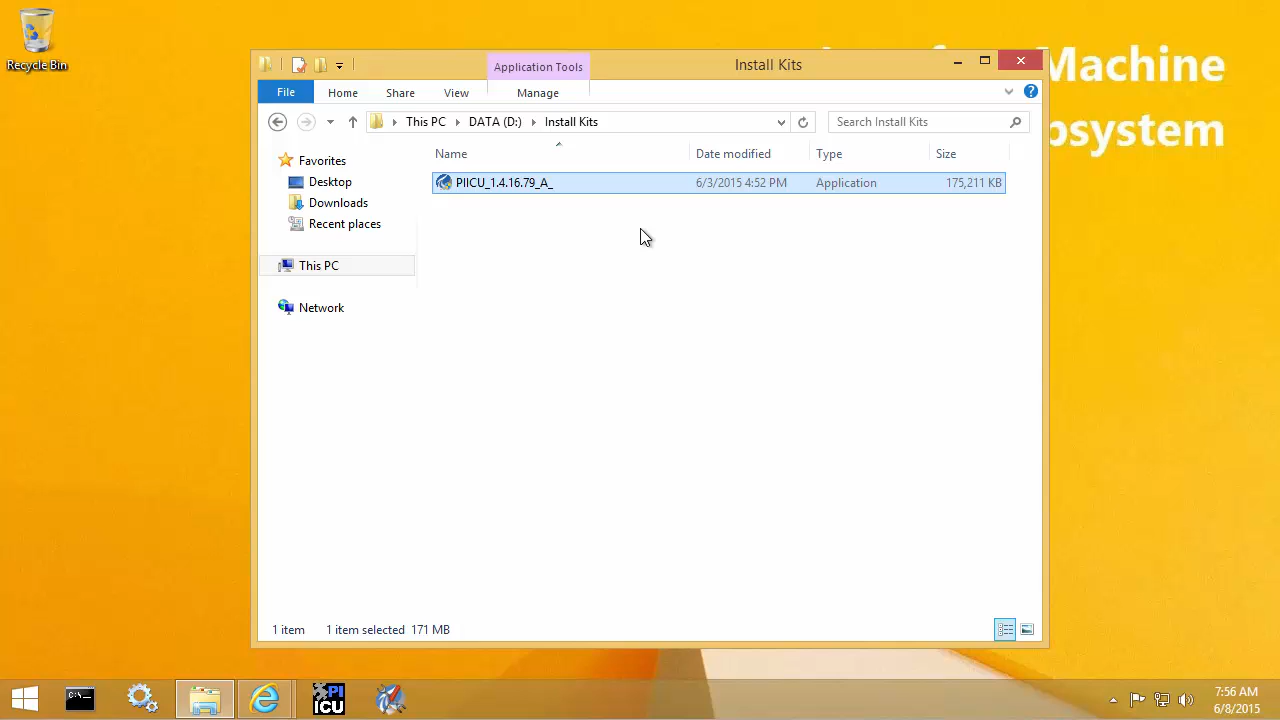 Recycle Bin
Machine
system
Application Tools
Install Kits
File
Home
Share
View
Manage
This PC
DATA (D:)
Install Kits
Search Install Kits
Favorites
Desktop
Downloads
Recent places
This PC
Network
Name
Date modified
Type
Size
PIICU_1.4.16.79_A_
6/3/2015 4:52 PM
Application
175,211 KB
1 item
1 item selected 171 MB
C:\_
PI
ICU
7:56 AM
6/8/2015